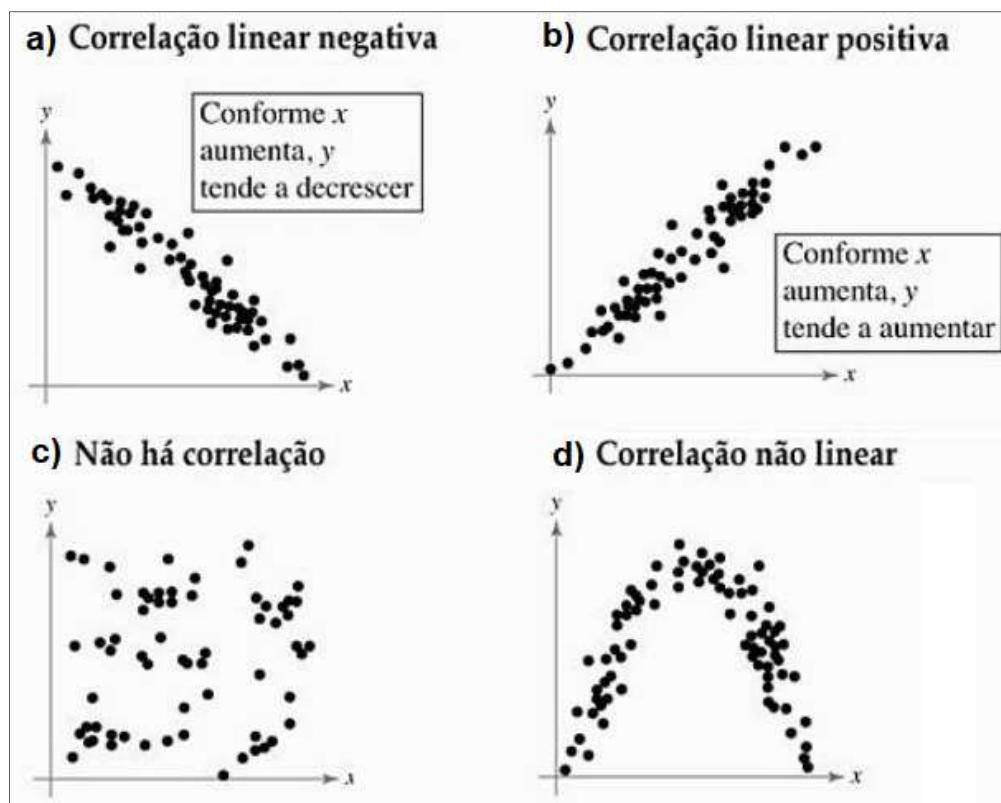 a) Correlação linear negativa
y
Conforme x
aumenta, y
tende a decrescer
x
b) Correlação linear positiva
y
Conforme x
aumenta, y
tende a aumentar
x
c) Não há correlação
y
x
d) Correlação não linear
y
x